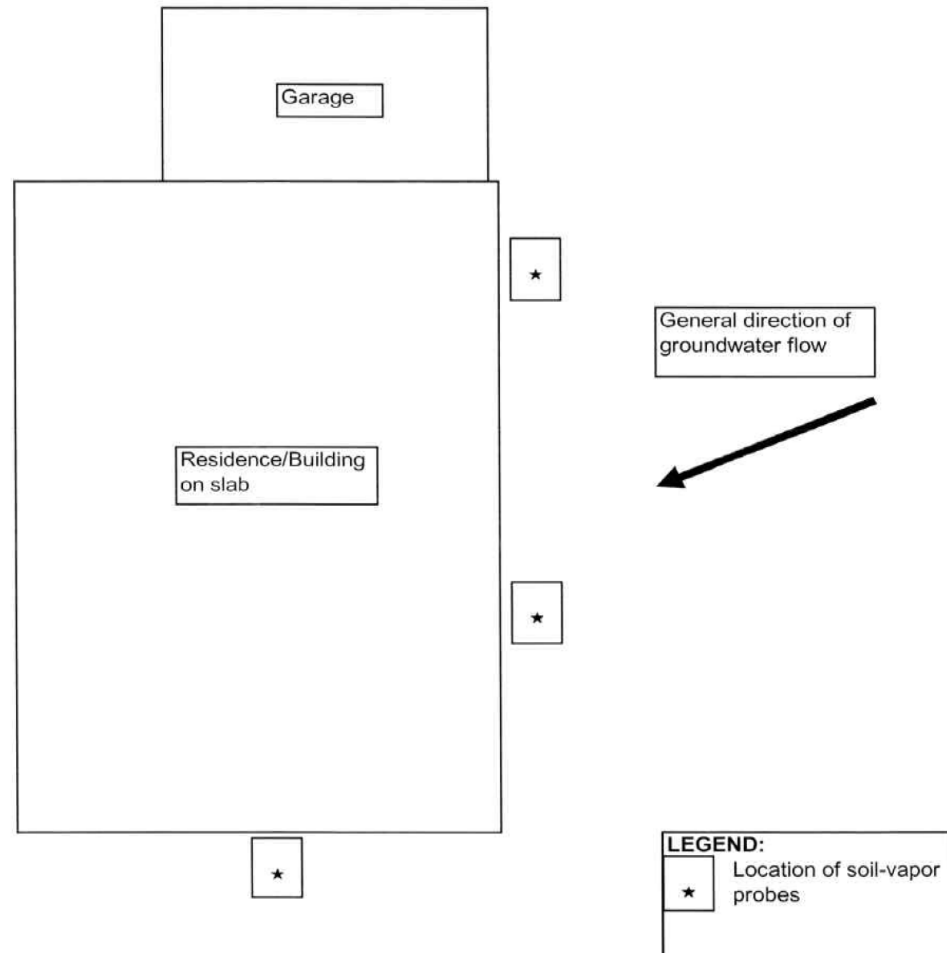 Garage
General direction of
groundwater flow
Residence/Building
on slab
LEGEND:
Location of soil-vapor
probes